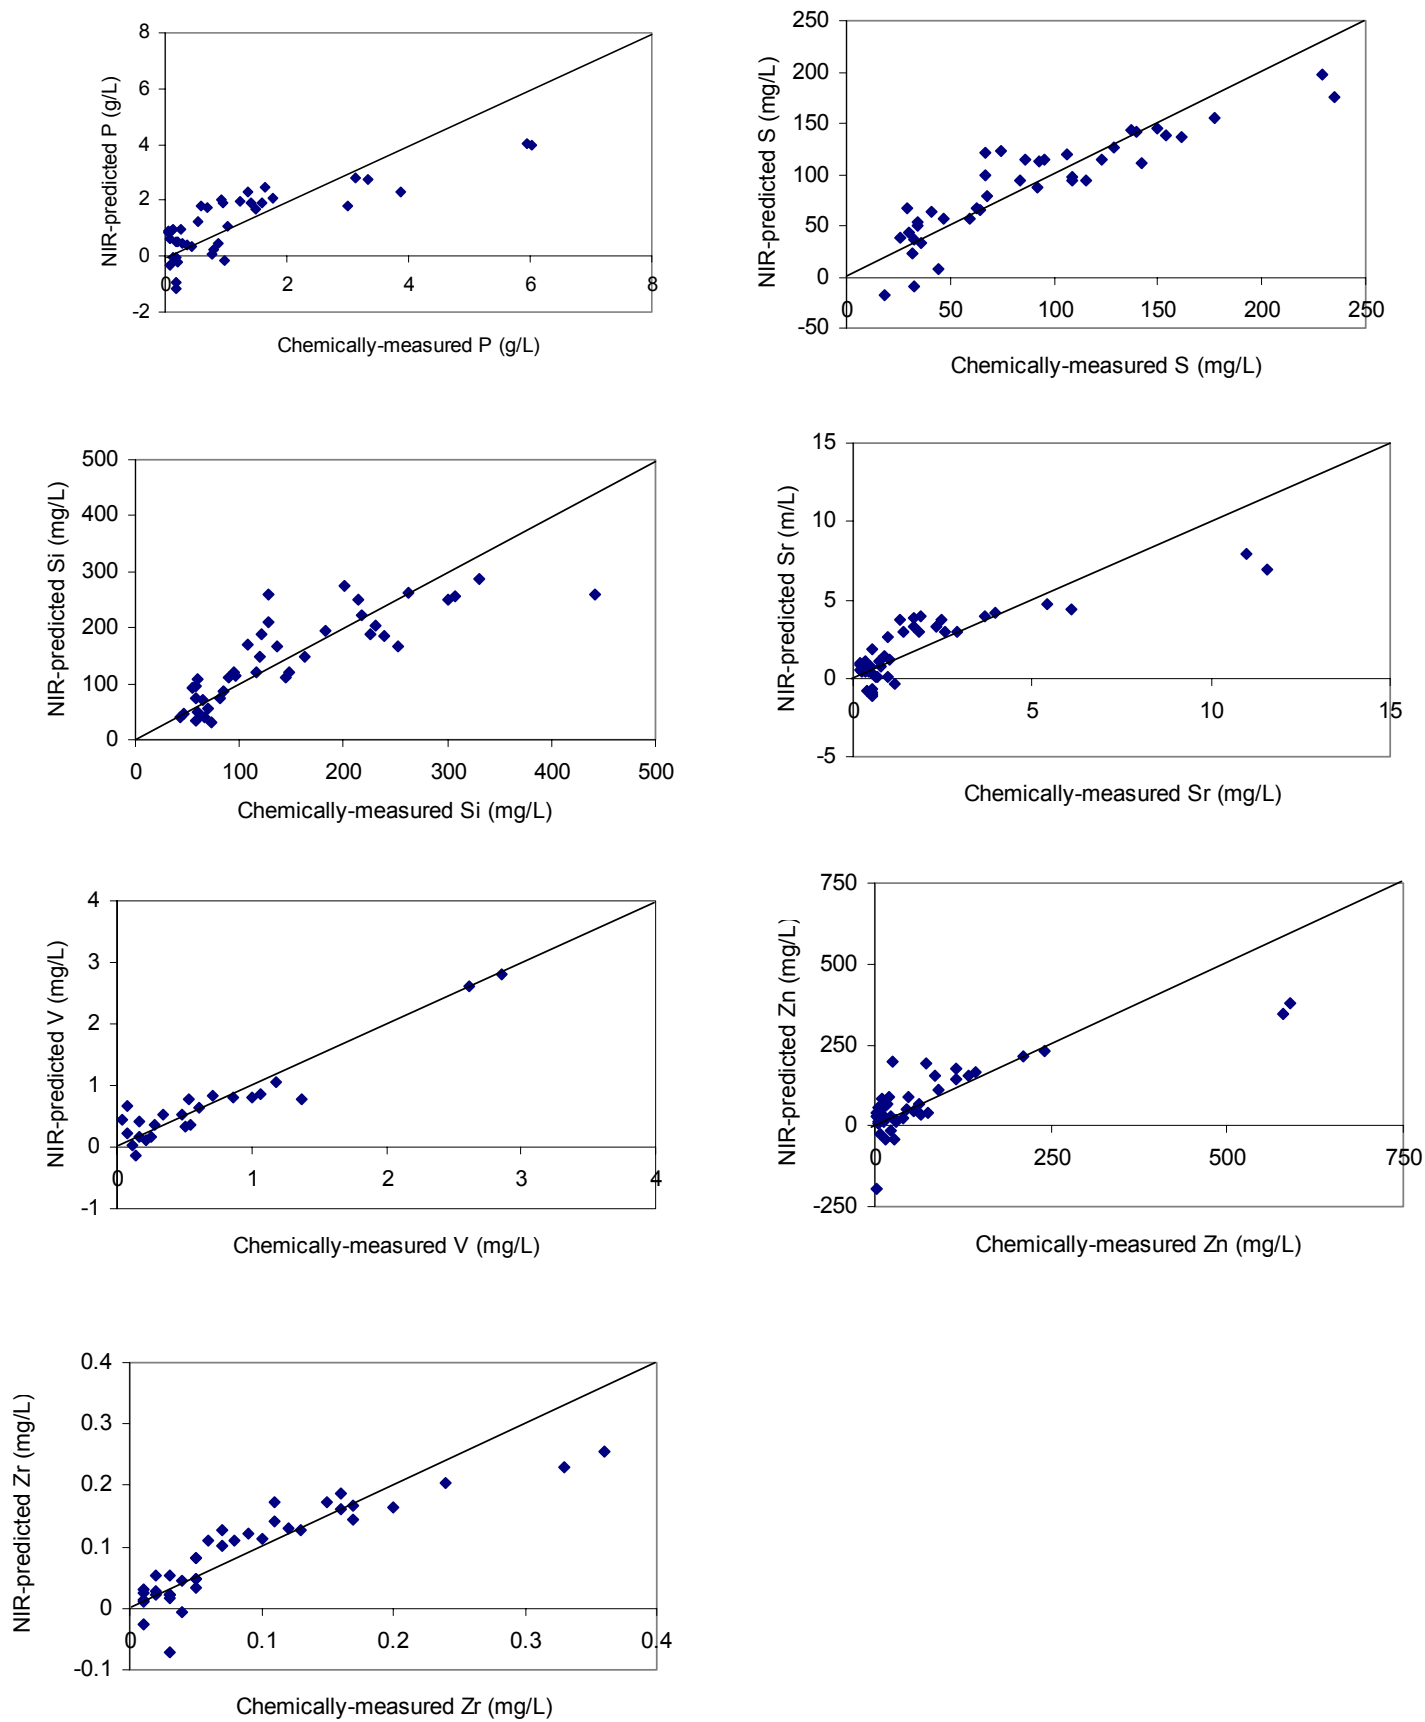 8
6
4
2
0
-2
0 2 4 6 8
NIR-predicted P (g/L)
Chemically-measured P (g/L)
250
200
150
100
50
0
-50
0 50 100 150 200 250
NIR-predicted S (mg/L)
Chemically-measured S (mg/L)
500
400
300
200
100
0
0 100 200 300 400 500
NIR-predicted Si (mg/L)
Chemically-measured Si (mg/L)
15
10
5
0
-5
0 5 10 15
NIR-predicted Sr (m/L)
Chemically-measured Sr (mg/L)
4
3
2
1
0
-1
0 1 2 3 4
NIR-predicted V (mg/L)
Chemically-measured V (mg/L)
750
500
250
0
-250
0 250 500 750
NIR-predicted Zn (mg/L)
Chemically-measured Zn (mg/L)
0.4
0.3
0.2
0.1
0
-0.1
0 0.1 0.2 0.3 0.4
NIR-predicted Zr (mg/L)
Chemically-measured Zr (mg/L)